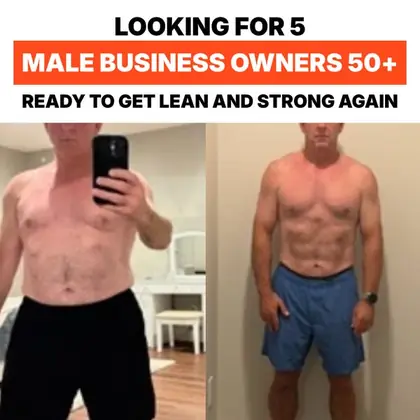 LOOKING FOR 5
MALE BUSINESS OWNERS 50+
READY TO GET LEAN AND STRONG AGAIN